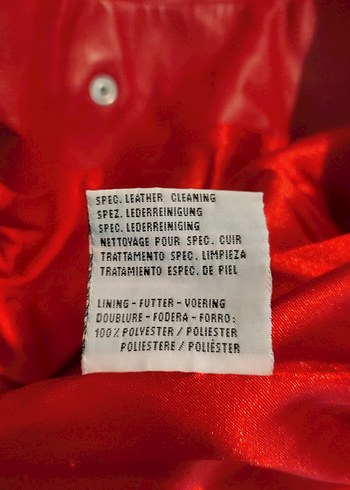 SPEC. LEATHER CLEANING
SPEZ. LEDERREINIGUNG
SPEC. LEDERREINIGING
NETTOYAGE POUR SPEC. CUIR
TRATTAMENTO SPEC. LIMPIEZA
TRATAMIENTO ESPEC. DE PIEL
LINING - FUTTER - VOERING
DOUBLURE - FODERA - FORRO:
100% POLYESTER / POLIESTER
POLIESTERE / POLIÉSTER